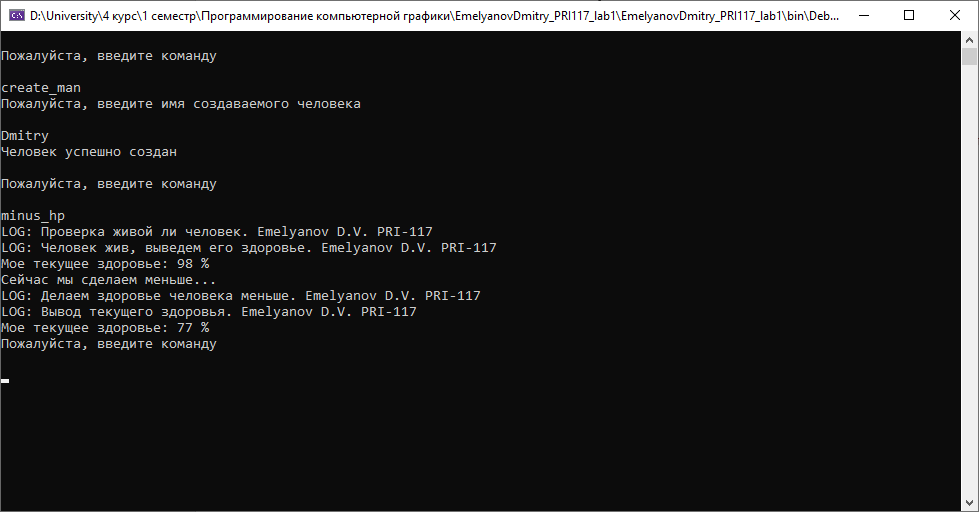 D:\University\4 курс\1 семестр\Программирование компьютерной графики\EmelyanovDmitry_PRI117_lab1\EmelyanovDmitry_PRI117_lab1\bin\Deb...
Пожалуйста, введите команду
create_man
Пожалуйста, введите имя создаваемого человека
Dmitry
Человек успешно создан
Пожалуйста, введите команду
minus_hp
LOG: Проверка живой ли человек. Emelyanov D.V. PRI-117
LOG: Человек жив, выведем его здоровье. Emelyanov D.V. PRI-117
Мое текущее здоровье: 98 %
Сейчас мы сделаем меньше...
LOG: Делаем здоровье человека меньше. Emelyanov D.V. PRI-117
LOG: Вывод текущего здоровья. Emelyanov D.V. PRI-117
Мое текущее здоровье: 77 %
Пожалуйста, введите команду